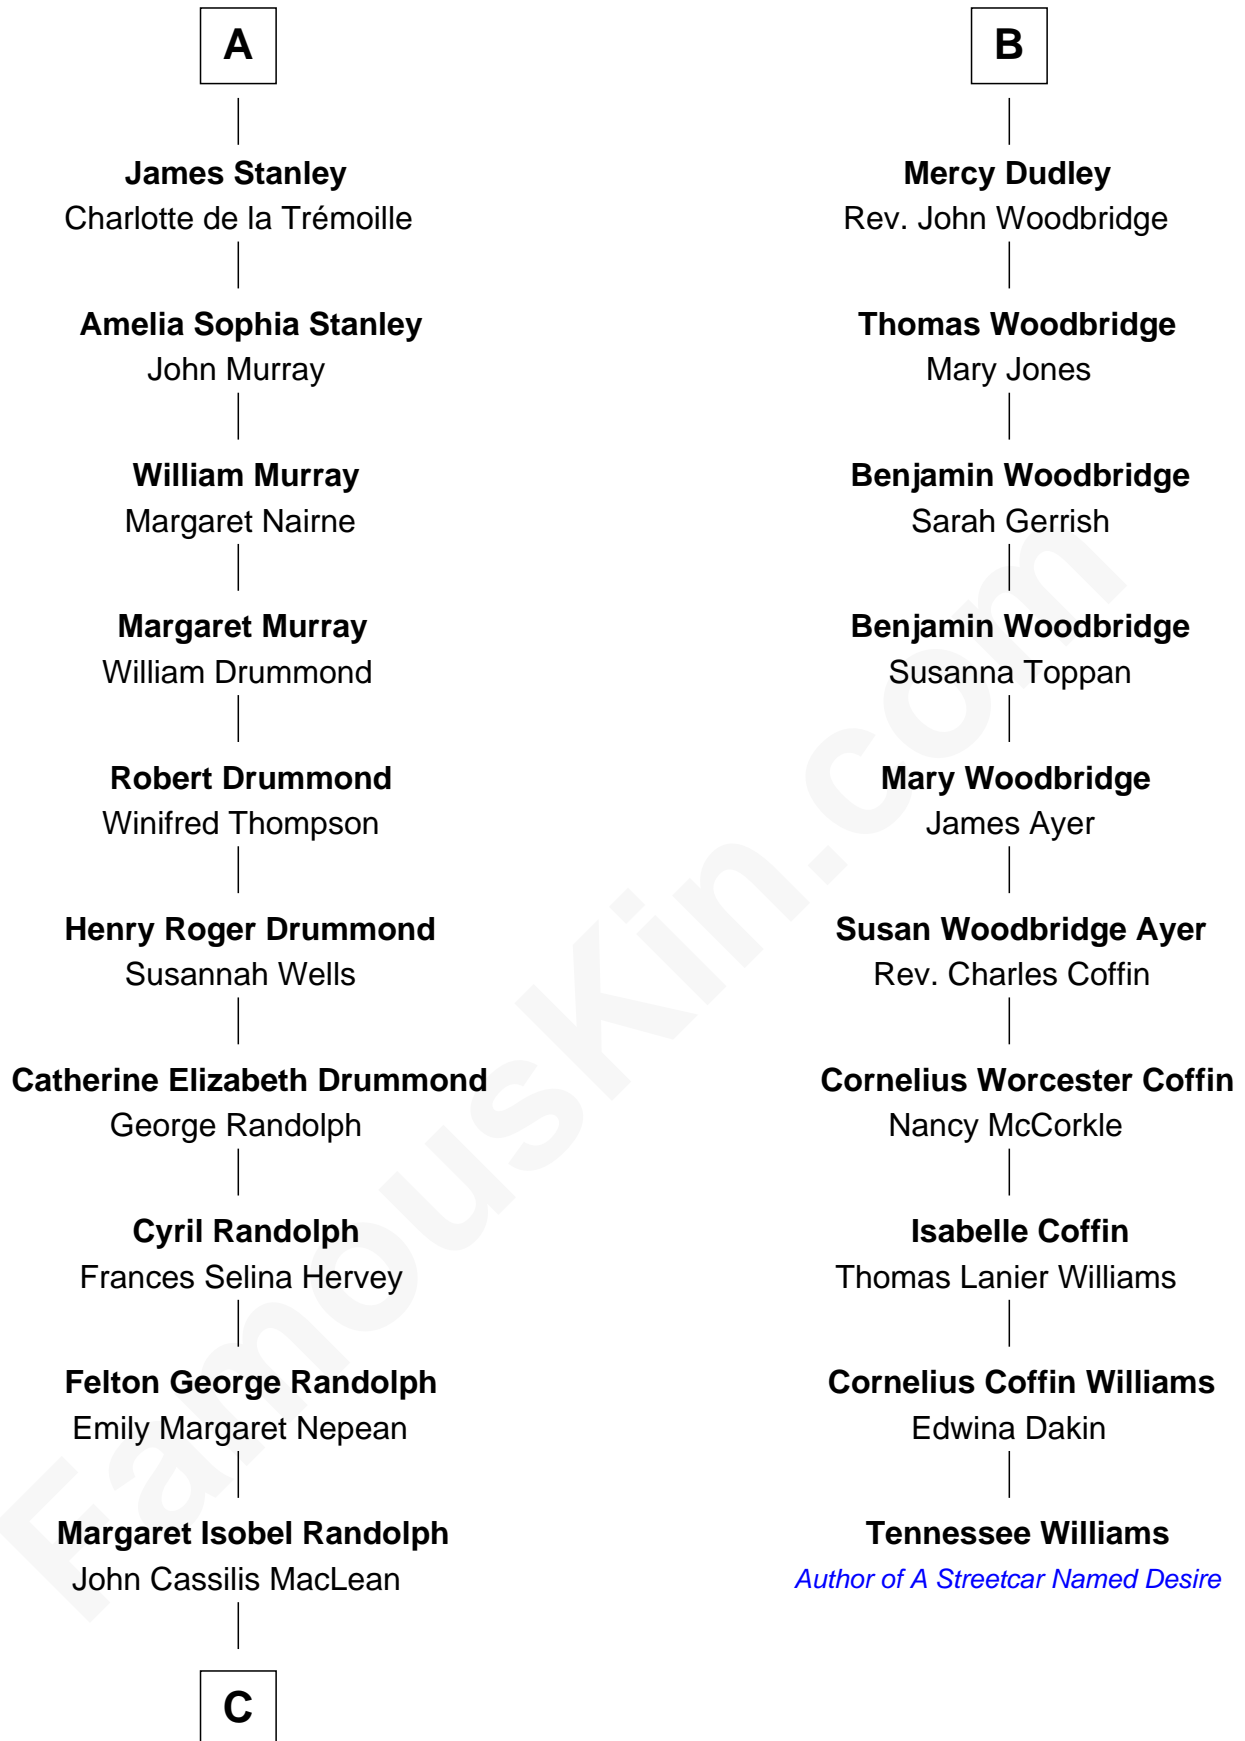 A
James Stanley
Charlotte de la Trémoille
Amelia Sophia Stanley
John Murray
William Murray
Margaret Nairne
Margaret Murray
William Drummond
Robert Drummond
Winifred Thompson
Henry Roger Drummond
Susannah Wells
Catherine Elizabeth Drummond
George Randolph
Cyril Randolph
Frances Selina Hervey
Felton George Randolph
Emily Margaret Nepean
Margaret Isobel Randolph
John Cassilis MacLean
C
B
Mercy Dudley
Rev. John Woodbridge
Thomas Woodbridge
Mary Jones
Benjamin Woodbridge
Sarah Gerrish
Benjamin Woodbridge
Susanna Toppan
Mary Woodbridge
James Ayer
Susan Woodbridge Ayer
Rev. Charles Coffin
Cornelius Worcester Coffin
Nancy McCorkle
Isabelle Coffin
Thomas Lanier Williams
Cornelius Coffin Williams
Edwina Dakin
Tennessee Williams
Author of A Streetcar Named Desire
FamousKin.com